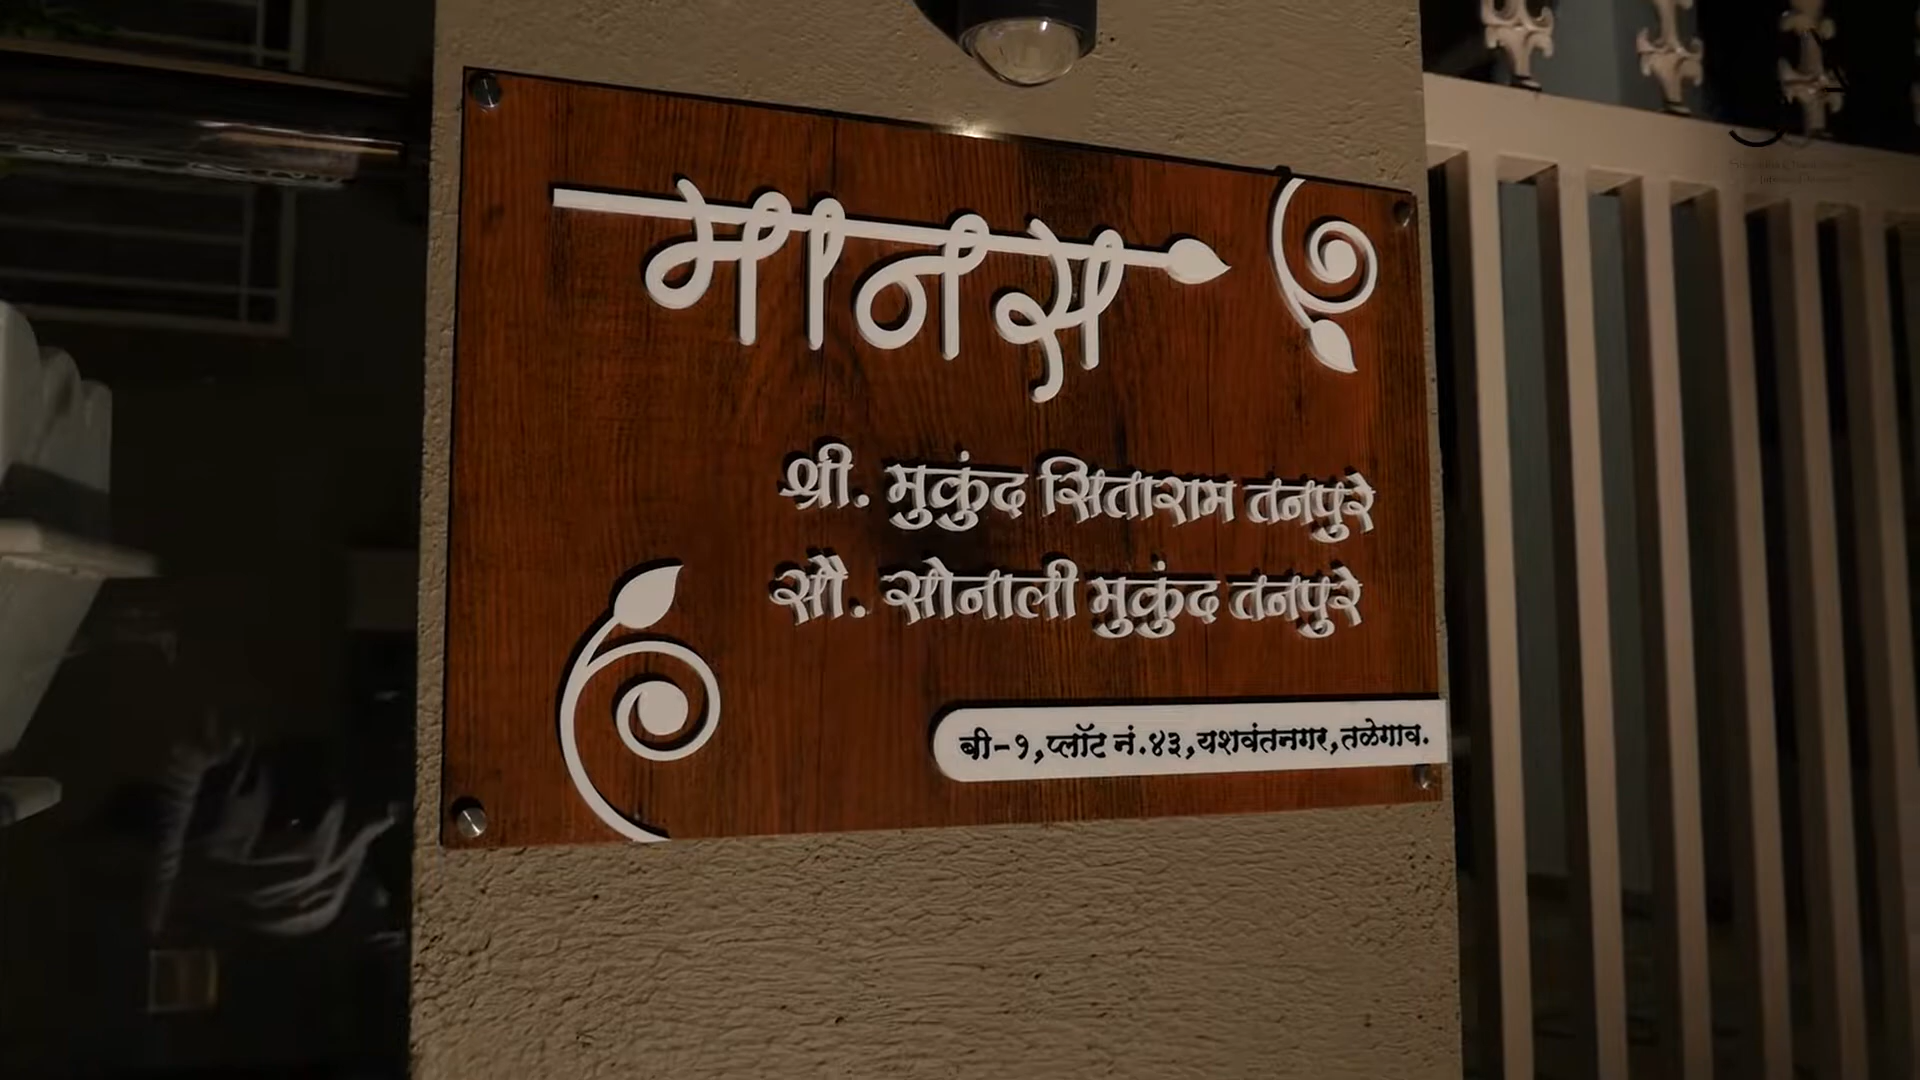 मानस
श्री. मुकुंद सिताराम तनपुरे
सौ. सोनाली मुकुंद तनपुरे
बी-१,प्लॉट नं.४३,यशवंतनगर,तळेगाव.